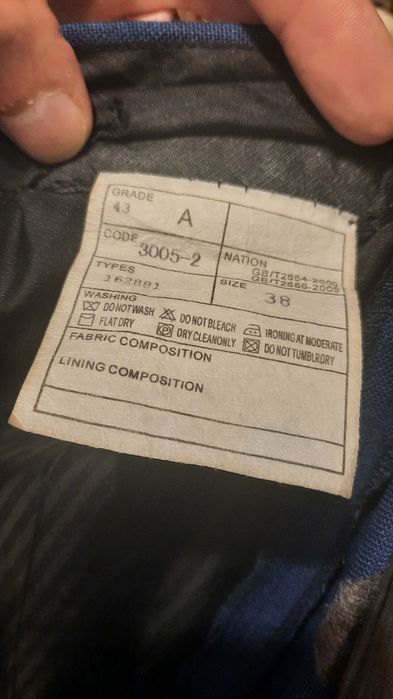 GRADE
43
A
CODE
3005-2
NATION
GB/T2664-2009
GB/T2666-2009
TYPES
162881
SIZE
38
WASHING
DO NOT WASH
DO NOT BLEACH
IRONING AT MODERATE
FLAT DRY
P
DRY CLEAN ONLY
DO NOT TUMBLRDRY
FABRIC COMPOSITION
LINING COMPOSITION